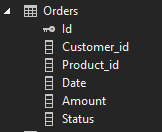 Orders
Id
Customer_id
Product_id
Date
Amount
Status